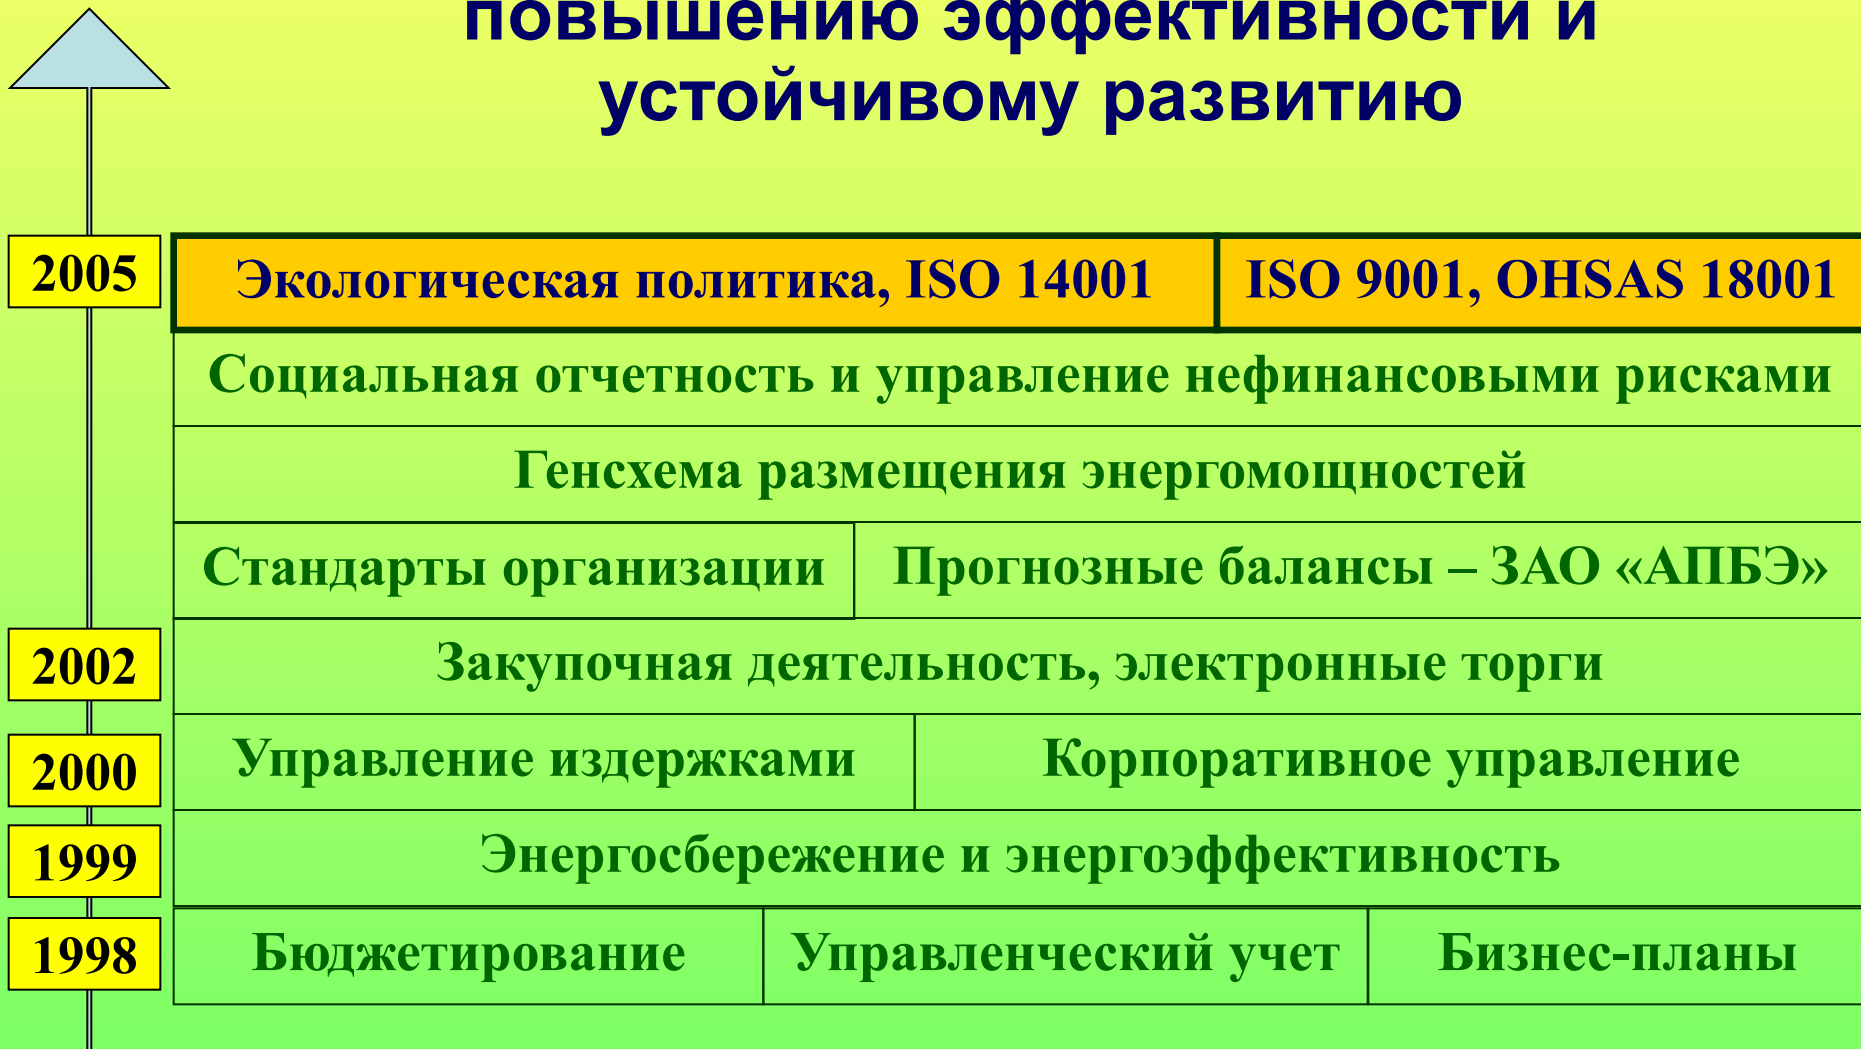 повышению эффективности и
устойчивому развитию
2005
Экологическая политика, ISO 14001
ISO 9001, OHSAS 18001
Социальная отчетность и управление нефинансовыми рисками
Генсхема размещения энергомощностей
Стандарты организации
Прогнозные балансы – ЗАО «АПБЭ»
2002
Закупочная деятельность, электронные торги
2000
Управление издержками
Корпоративное управление
1999
Энергосбережение и энергоэффективность
1998
Бюджетирование
Управленческий учет
Бизнес-планы